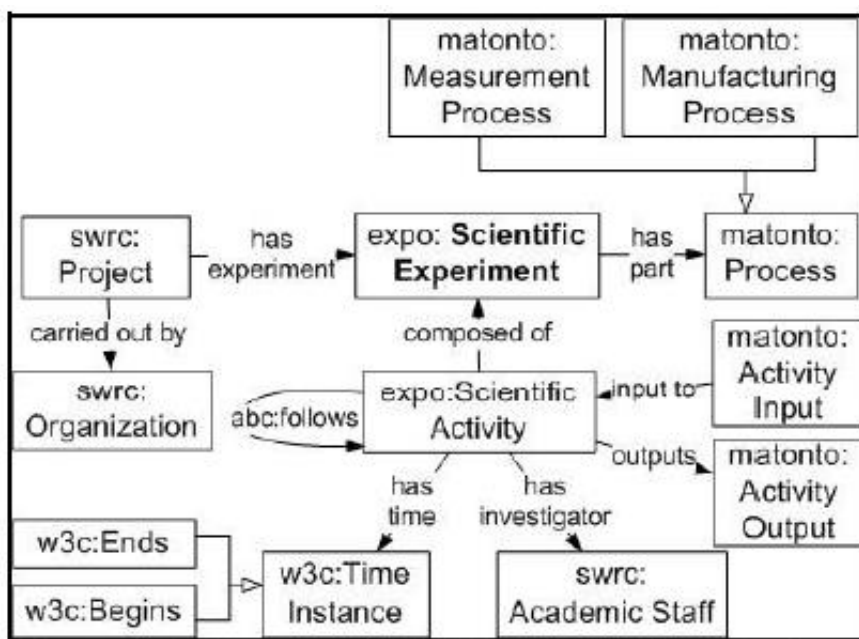 matonto:
Measurement
Process
matonto:
Manufacturing
Process
swrc:
Project
has
experiment
expo: Scientific
Experiment
has
part
matonto:
Process
carried out by
composed of
swrc:
Organization
abc:follows
expo:Scientific
Activity
input to
matonto:
Activity
Input
outputs
matonto:
Activity
Output
has
time
has
investigator
w3c:Ends
w3c:Begins
w3c:Time
Instance
swrc:
Academic Staff